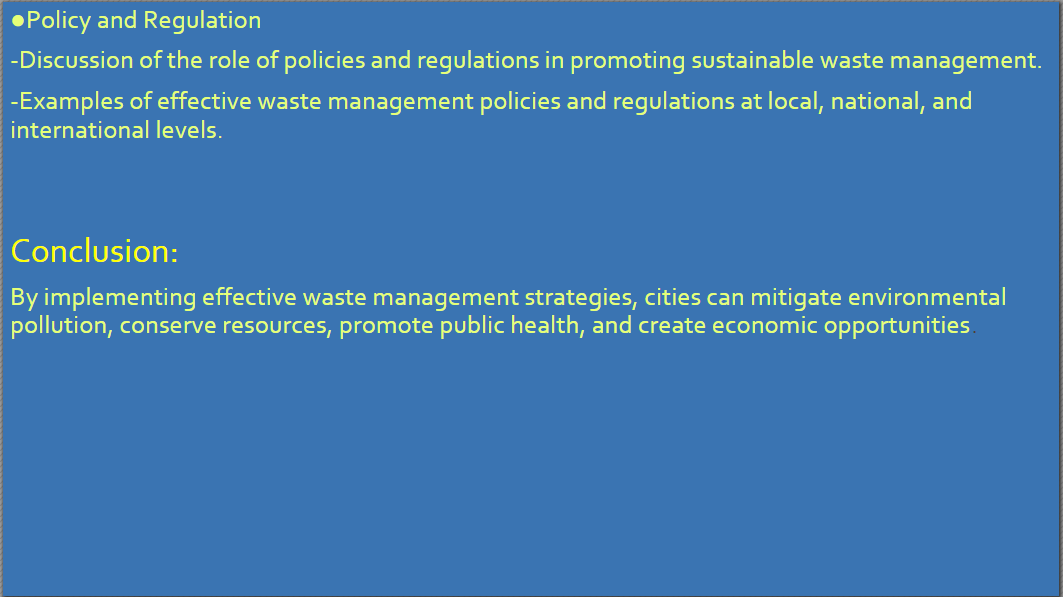 ●Policy and Regulation
-Discussion of the role of policies and regulations in promoting sustainable waste management.
-Examples of effective waste management policies and regulations at local, national, and
international levels.
Conclusion:
By implementing effective waste management strategies, cities can mitigate environmental
pollution, conserve resources, promote public health, and create economic opportunities.